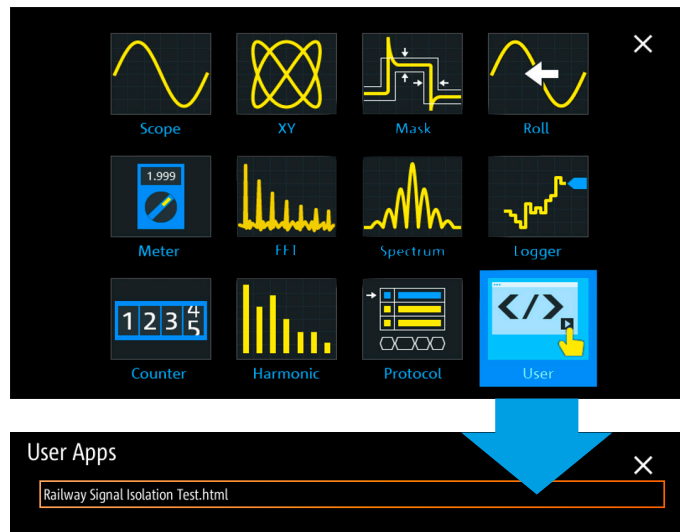 Scope XY Mask Roll
1.999
Meter FFT Spectrum Logger
1 2 3 4 5
Counter Harmonic Protocol User
</>
User Apps
Railway Signal Isolation Test.html